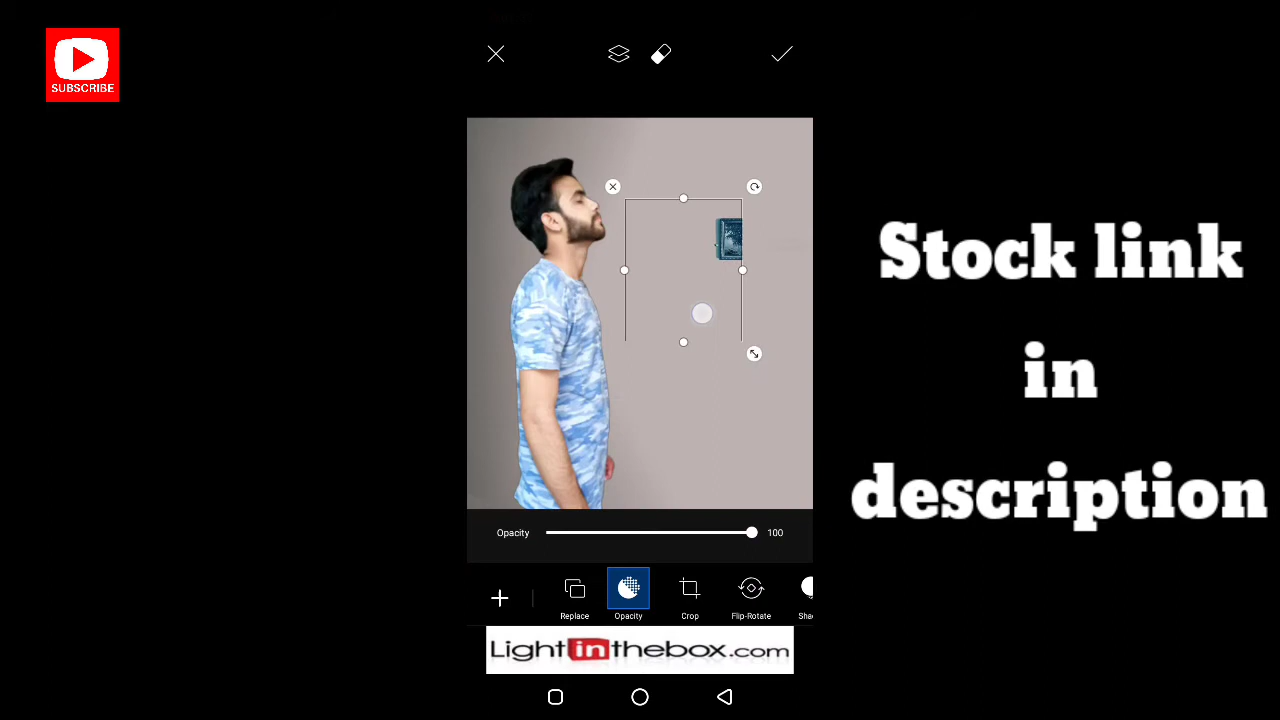 SUBSCRIBE
Stock link
in
description
Opacity 100
Replace Opacity Crop Flip-Rotate
Lightinthebox.com